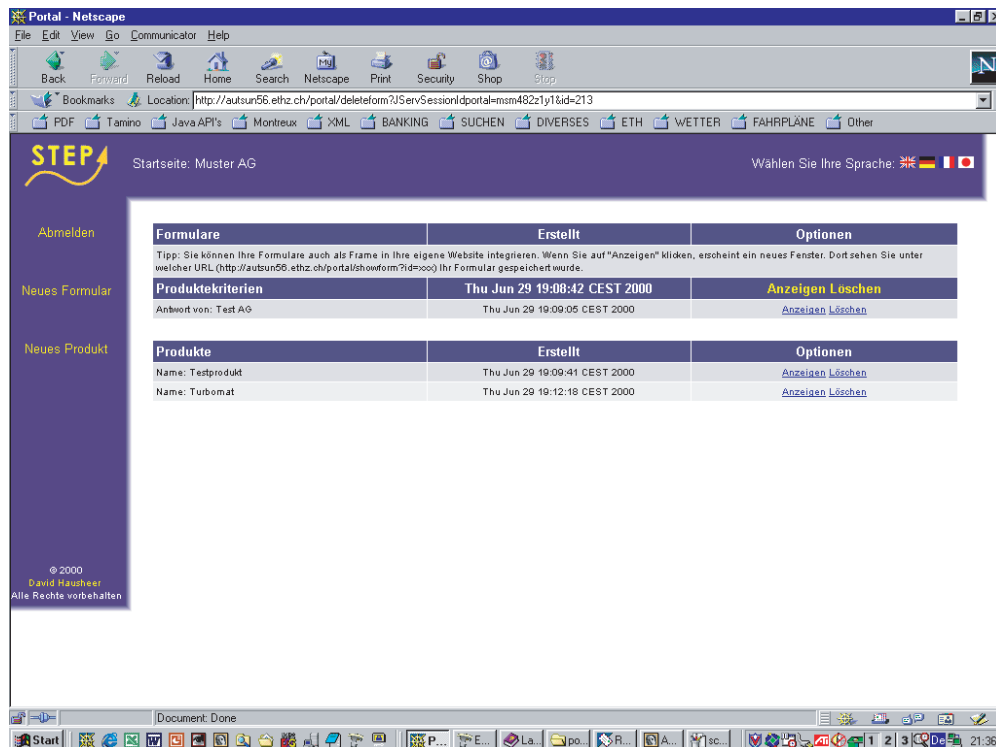 Portal - Netscape
File Edit View Go Communicator Help
Back Forward Reload Home Search Netscape Print Security Shop Stop
My
N
Bookmarks Location: http://autsun56.ethz.ch/portal/deleteform?JServSessionIdportal=msm482z1y1&id=213
PDF Tamino Java API's Montreux XML BANKING SUCHEN DIVERSES ETH WETTER FAHRPLÄNE Other
STEP
Startseite: Muster AG
Wählen Sie Ihre Sprache:
Abmelden
Neues Formular
Neues Produkt
Formulare Erstellt Optionen
Tipp: Sie können Ihre Formulare auch als Frame in Ihre eigene Website integrieren. Wenn Sie auf "Anzeigen" klicken, erscheint ein neues Fenster. Dort sehen Sie unter
welcher URL (http://autsun56.ethz.ch/portal/showform?id=xxx) Ihr Formular gespeichert wurde.
Produktekriterien Thu Jun 29 19:08:42 CEST 2000 Anzeigen Löschen
Antwort von: Test AG Thu Jun 29 19:09:05 CEST 2000 Anzeigen Löschen
Produkte Erstellt Optionen
Name: Testprodukt Thu Jun 29 19:09:41 CEST 2000 Anzeigen Löschen
Name: Turbomat Thu Jun 29 19:12:18 CEST 2000 Anzeigen Löschen
© 2000
David Hausheer
Alle Rechte vorbehalten
Document: Done
Start P... E... La... po... R... A... sc... 1 2 3 De 21:36